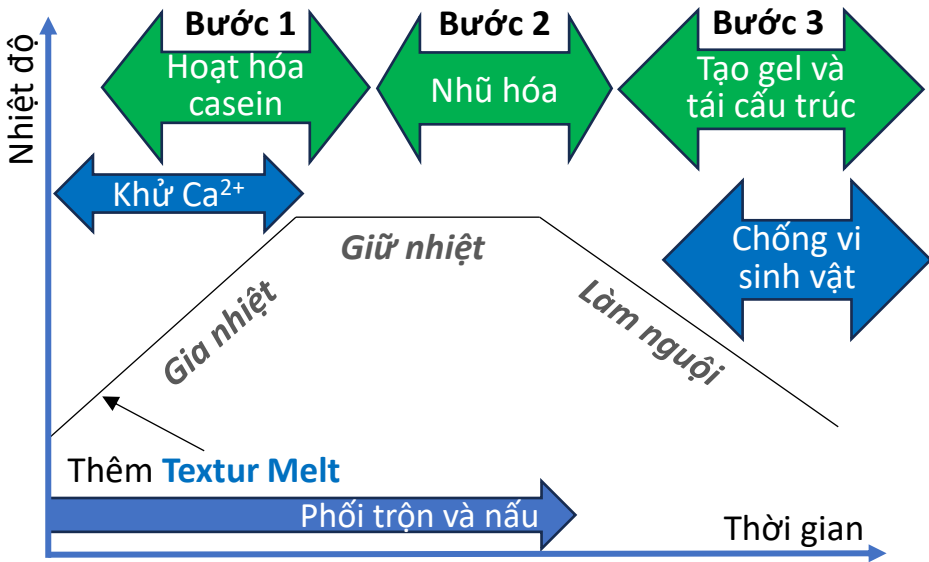 Nhiệt độ
Bước 1
Hoạt hóa
casein
Bước 2
Nhũ hóa
Bước 3
Tạo gel và
tái cấu trúc
Khử Ca²⁺
Chống vi
sinh vật
Gia nhiệt
Giữ nhiệt
Làm nguội
Thêm Textur Melt
Phối trộn và nấu
Thời gian